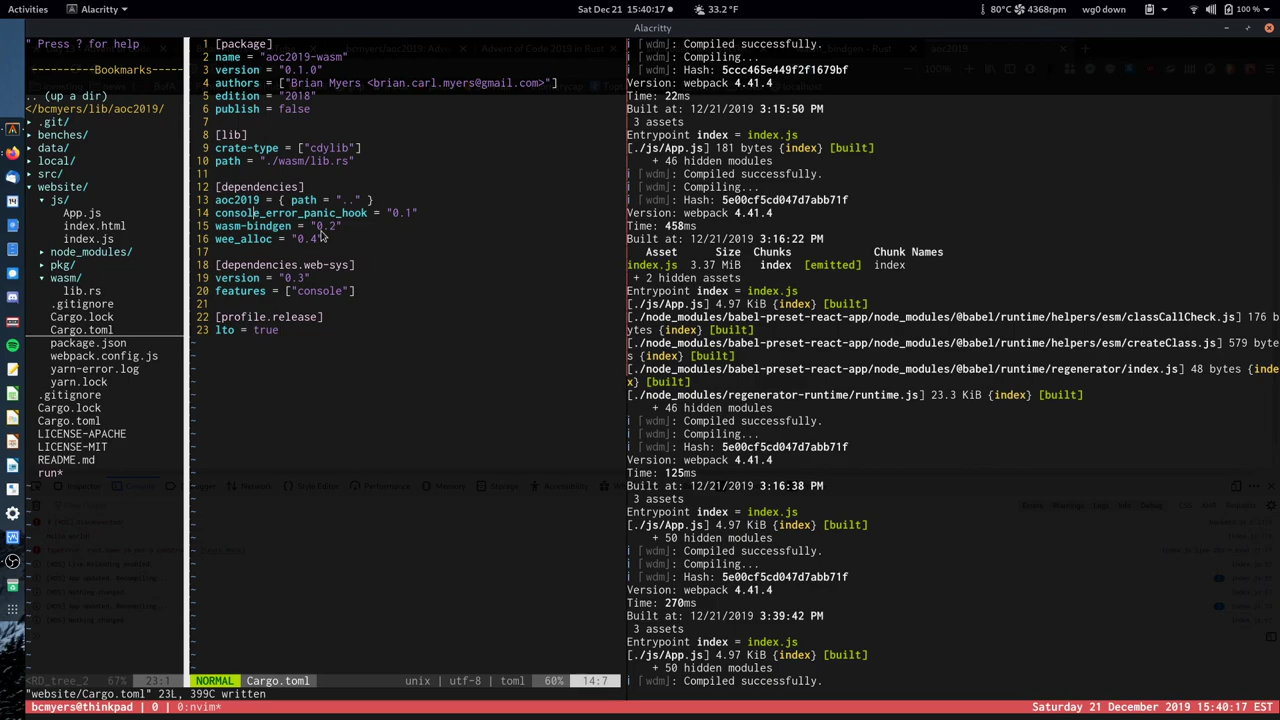 Activities
Alacritty
Sat Dec 21 15:40:17
33.2 °F
80°C
4368rpm
wg0 down
100 %
Alacritty
" Press ? for help
----------Bookmarks----------
.. (up a dir)
</bcmyers/lib/aoc2019/
.git/
benches/
data/
local/
src/
website/
js/
App.js
index.html
index.js
node_modules/
pkg/
wasm/
lib.rs
.gitignore
Cargo.lock
Cargo.toml
package.json
webpack.config.js
yarn-error.log
yarn.lock
.gitignore
Cargo.lock
Cargo.toml
LICENSE-APACHE
LICENSE-MIT
README.md
run*
1 [package]
2 name = "aoc2019-wasm"
3 version = "0.1.0"
4 authors = ["Brian Myers <brian.carl.myers@gmail.com>"]
5 edition = "2018"
6 publish = false
7
8 [lib]
9 crate-type = ["cdylib"]
10 path = "./wasm/lib.rs"
11
12 [dependencies]
13 aoc2019 = { path = ".." }
14 console_error_panic_hook = "0.1"
15 wasm-bindgen = "0.2"
16 wee_alloc = "0.4"
17
18 [dependencies.web-sys]
19 version = "0.3"
20 features = ["console"]
21
22 [profile.release]
23 lto = true
i ｢wdm｣: Compiled successfully.
i ｢wdm｣: Compiling...
i ｢wdm｣: Hash: 5ccc465e449f2f1679bf
Version: webpack 4.41.4
Time: 22ms
Built at: 12/21/2019 3:15:50 PM
3 assets
Entrypoint index = index.js
[./js/App.js] 181 bytes {index} [built]
+ 46 hidden modules
i ｢wdm｣: Compiled successfully.
i ｢wdm｣: Compiling...
i ｢wdm｣: Hash: 5e00cf5cd047d7abb71f
Version: webpack 4.41.4
Time: 458ms
Built at: 12/21/2019 3:16:22 PM
Asset Size Chunks Chunk Names
index.js 3.37 MiB index [emitted] index
+ 2 hidden assets
Entrypoint index = index.js
[./js/App.js] 4.97 KiB {index} [built]
[./node_modules/babel-preset-react-app/node_modules/@babel/runtime/helpers/esm/classCallCheck.js] 176 b
ytes {index} [built]
[./node_modules/babel-preset-react-app/node_modules/@babel/runtime/helpers/esm/createClass.js] 579 byte
s {index} [built]
[./node_modules/babel-preset-react-app/node_modules/@babel/runtime/regenerator/index.js] 48 bytes {inde
x} [built]
[./node_modules/regenerator-runtime/runtime.js] 23.3 KiB {index} [built]
+ 46 hidden modules
i ｢wdm｣: Compiled successfully.
i ｢wdm｣: Compiling...
i ｢wdm｣: Hash: 5e00cf5cd047d7abb71f
Version: webpack 4.41.4
Time: 125ms
Built at: 12/21/2019 3:16:38 PM
3 assets
Entrypoint index = index.js
[./js/App.js] 4.97 KiB {index} [built]
+ 50 hidden modules
i ｢wdm｣: Compiled successfully.
i ｢wdm｣: Compiling...
i ｢wdm｣: Hash: 5e00cf5cd047d7abb71f
Version: webpack 4.41.4
Time: 270ms
Built at: 12/21/2019 3:39:42 PM
3 assets
Entrypoint index = index.js
[./js/App.js] 4.97 KiB {index} [built]
+ 50 hidden modules
i ｢wdm｣: Compiled successfully.
<RD_tree_2 67% 23:1
NORMAL Cargo.toml
unix | utf-8 | toml 60% 14:7
"website/Cargo.toml" 23L, 399C written
bcmyers@thinkpad | 0 | 0:nvim*
Saturday 21 December 2019 15:40:17 EST